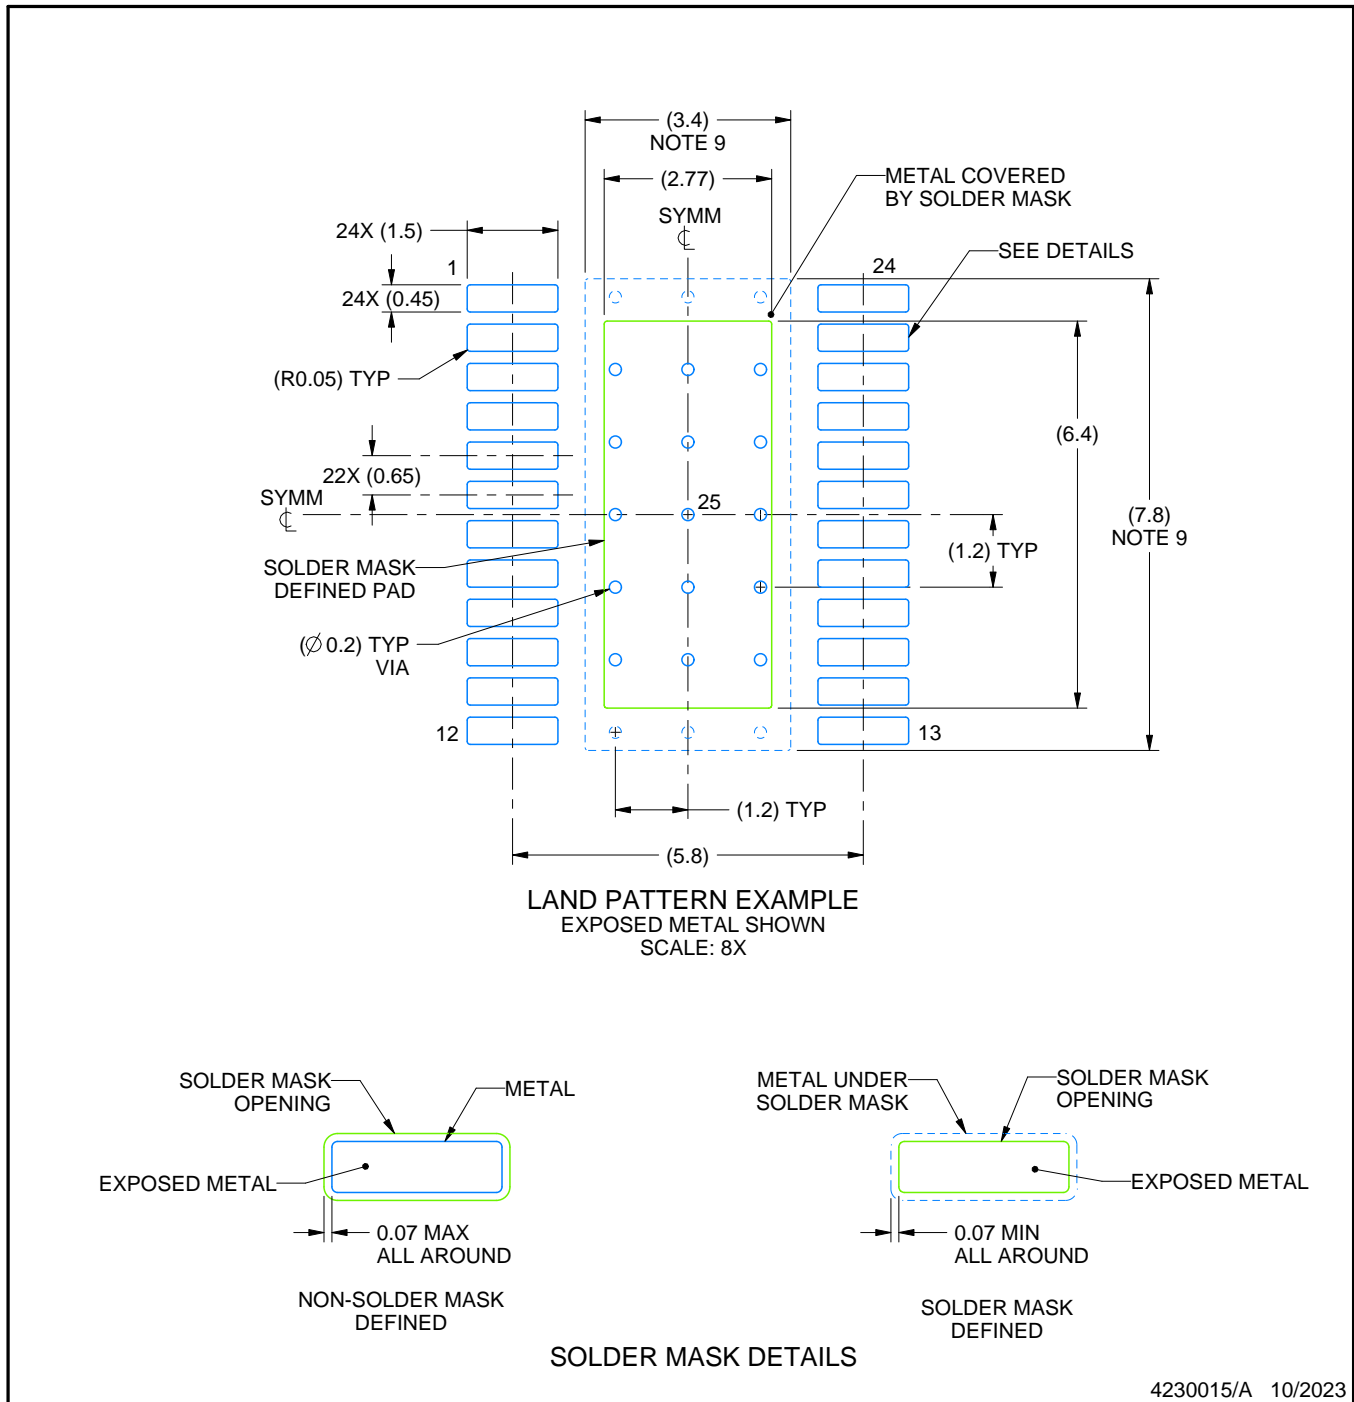 (3.4)
NOTE 9
(2.77)
METAL COVERED
BY SOLDER MASK
SYMM
24X (1.5)
SEE DETAILS
1
24
24X (0.45)
(R0.05) TYP
(6.4)
22X (0.65)
SYMM
25
(7.8)
NOTE 9
(1.2) TYP
SOLDER MASK
DEFINED PAD
(Ø0.2) TYP
VIA
12
13
(1.2) TYP
(5.8)
LAND PATTERN EXAMPLE
EXPOSED METAL SHOWN
SCALE: 8X
SOLDER MASK
OPENING
METAL
EXPOSED METAL
0.07 MAX
ALL AROUND
NON-SOLDER MASK
DEFINED
METAL UNDER
SOLDER MASK
SOLDER MASK
OPENING
EXPOSED METAL
0.07 MIN
ALL AROUND
SOLDER MASK
DEFINED
SOLDER MASK DETAILS
4230015/A 10/2023